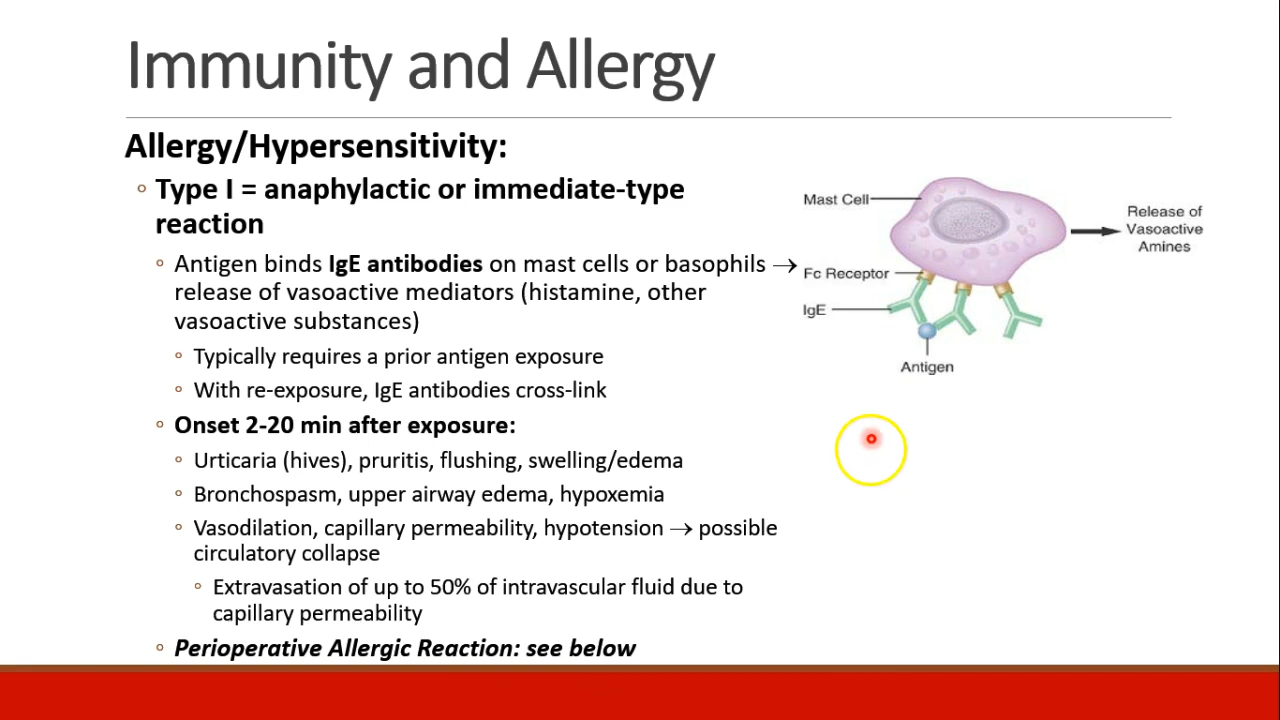 Immunity and Allergy
Allergy/Hypersensitivity:
◦ Type I = anaphylactic or immediate-type
reaction
◦ Antigen binds IgE antibodies on mast cells or basophils →
release of vasoactive mediators (histamine, other
vasoactive substances)
◦ Typically requires a prior antigen exposure
◦ With re-exposure, IgE antibodies cross-link
◦ Onset 2-20 min after exposure:
◦ Urticaria (hives), pruritis, flushing, swelling/edema
◦ Bronchospasm, upper airway edema, hypoxemia
◦ Vasodilation, capillary permeability, hypotension → possible
circulatory collapse
◦ Extravasation of up to 50% of intravascular fluid due to
capillary permeability
◦ Perioperative Allergic Reaction: see below
Mast Cell
Release of
Vasoactive
Amines
Fc Receptor
IgE
Antigen